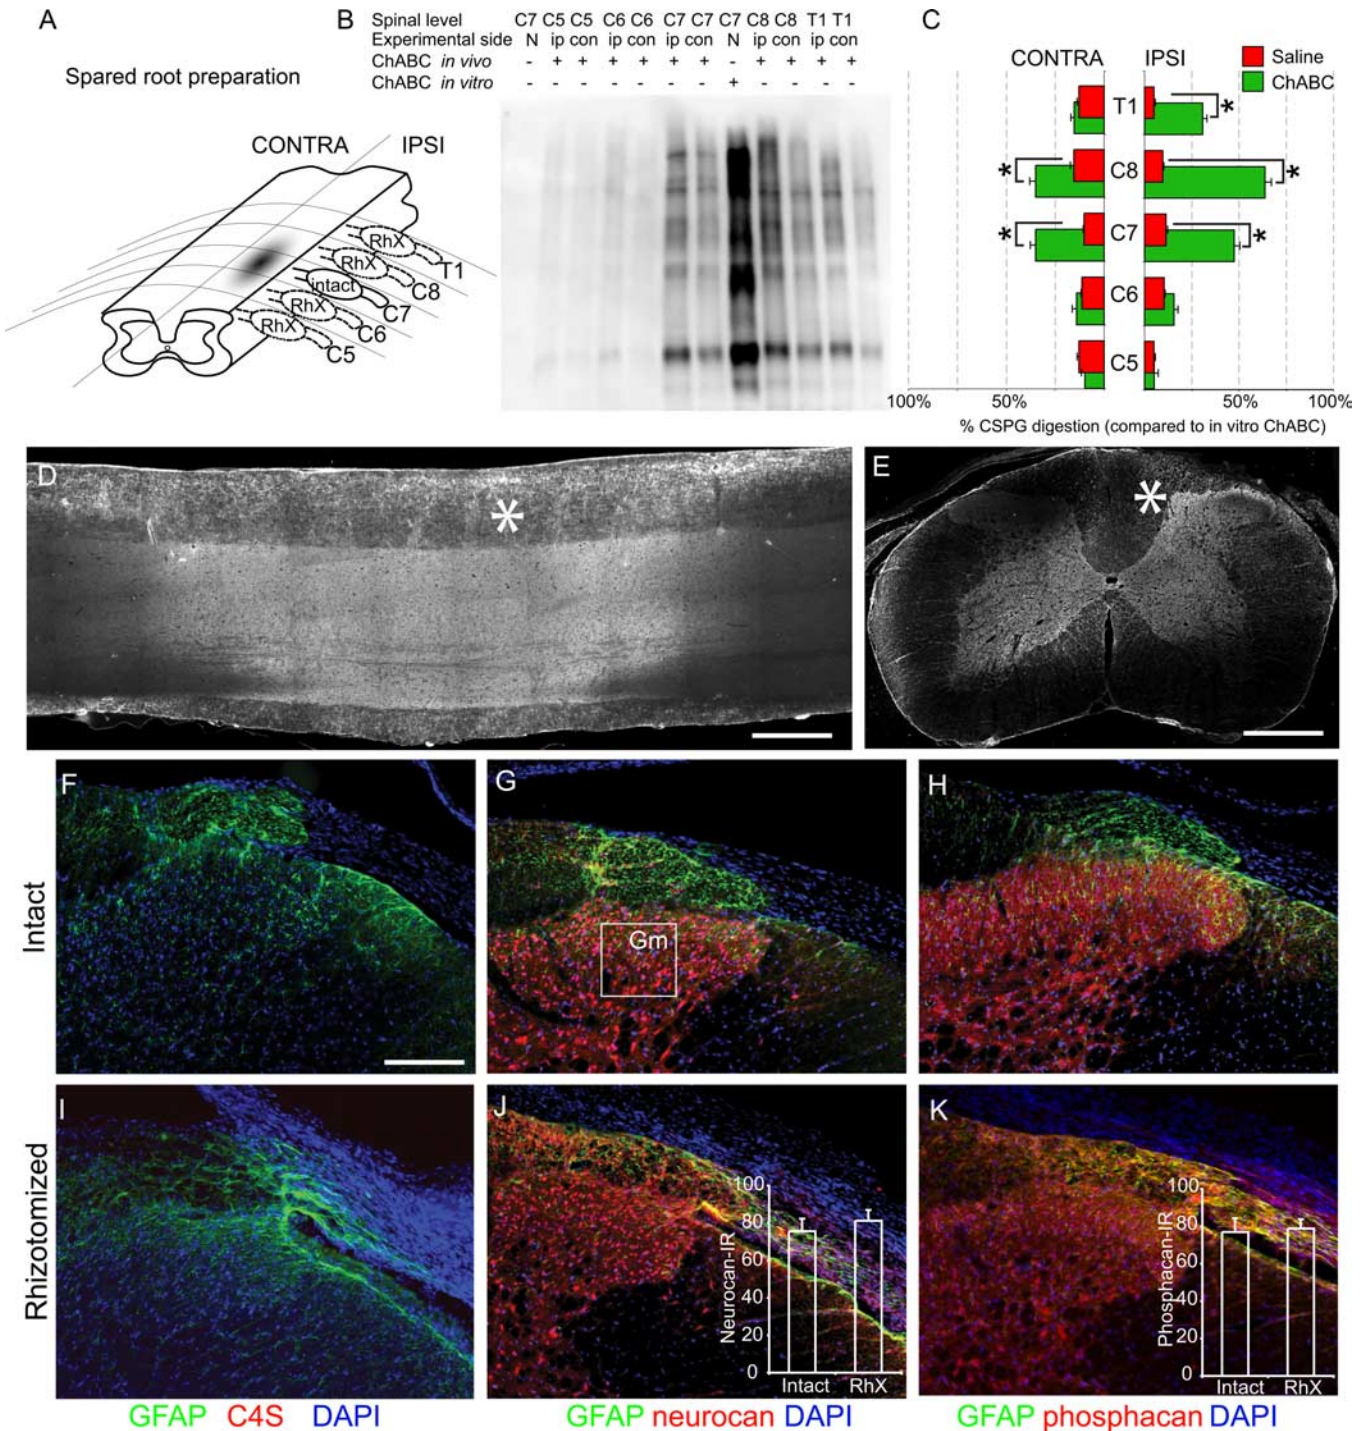 A
Spared root preparation
CONTRA IPSI
RhX
T1
RhX
C8
intact
C7
RhX
C6
RhX
C5
B
Spinal level C7 C5 C5 C6 C6 C7 C7 C7 C8 C8 T1 T1
Experimental side N ip con ip con ip con N ip con ip con
ChABC in vivo - + + + + + + - + + + +
ChABC in vitro - - - - - - - + - - - -
C
CONTRA IPSI
Saline
ChABC
T1 *
* C8 *
* C7 *
C6
C5
100% 50% 50% 100%
% CSPG digestion (compared to in vitro ChABC)
D
*
E
*
Intact
F
G
Gm
H
Rhizotomized
I
J
100
80
60
40
20
0
Neurocan-IR
Intact RhX
K
100
80
60
40
20
0
Phosphacan-IR
Intact RhX
GFAP C4S DAPI
GFAP neurocan DAPI
GFAP phosphacan DAPI